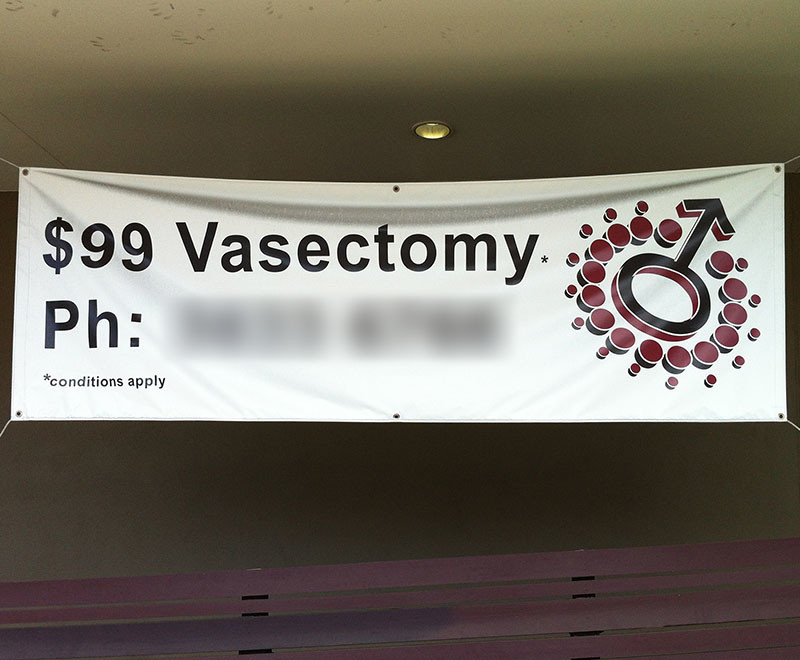 $99 Vasectomy*
Ph:
*conditions apply